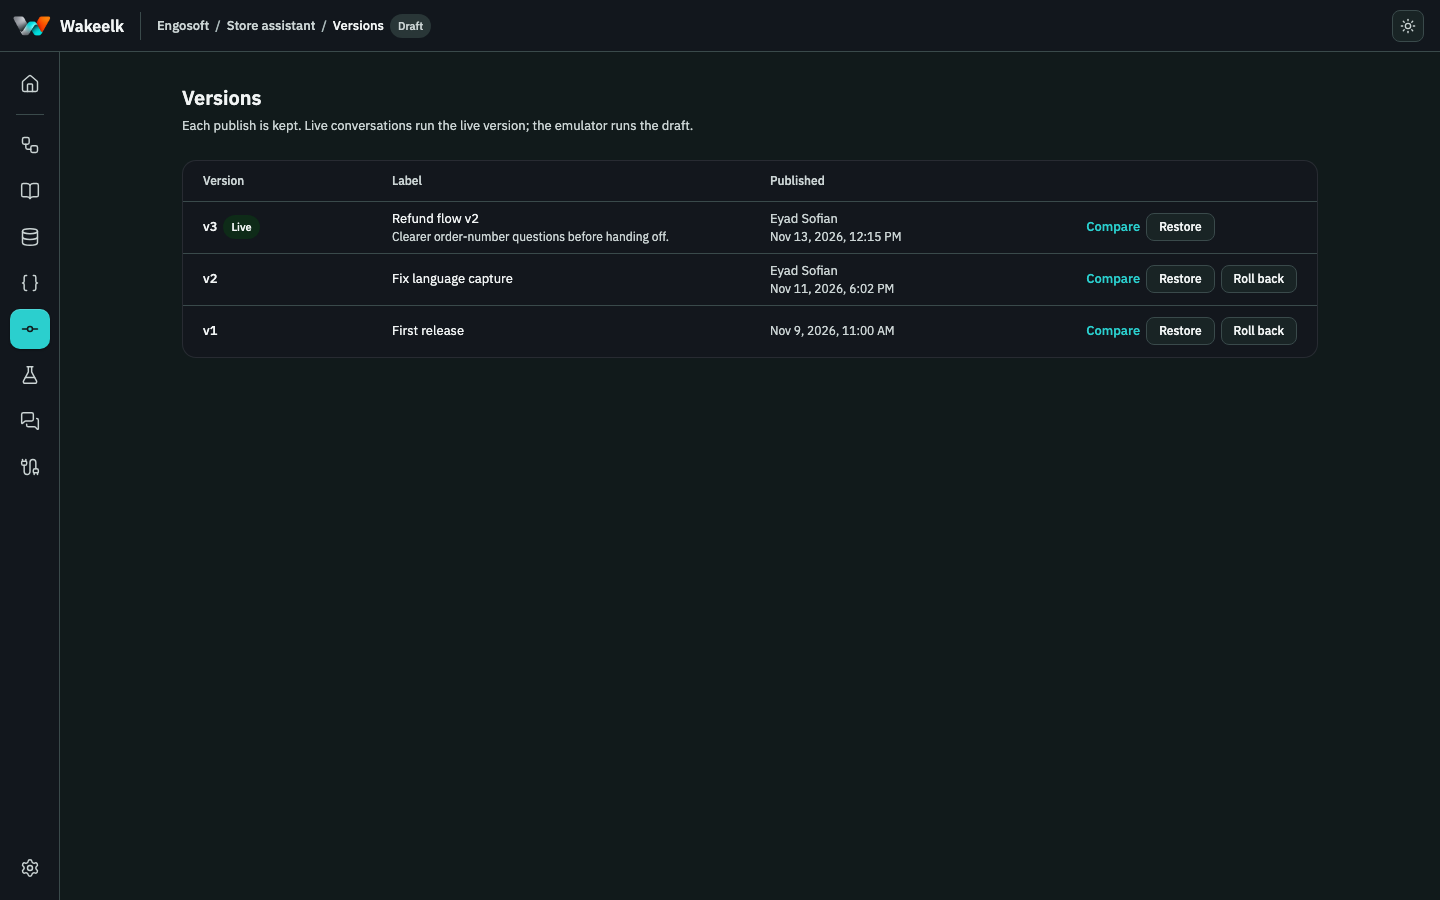 Wakeelk
Engosoft / Store assistant / Versions Draft
Versions
Each publish is kept. Live conversations run the live version; the emulator runs the draft.
Version Label Published
v3 Live Refund flow v2 Eyad Sofian Compare Restore
Clearer order-number questions before handing off. Nov 13, 2026, 12:15 PM
v2 Fix language capture Eyad Sofian Compare Restore Roll back
Nov 11, 2026, 6:02 PM
v1 First release Nov 9, 2026, 11:00 AM Compare Restore Roll back